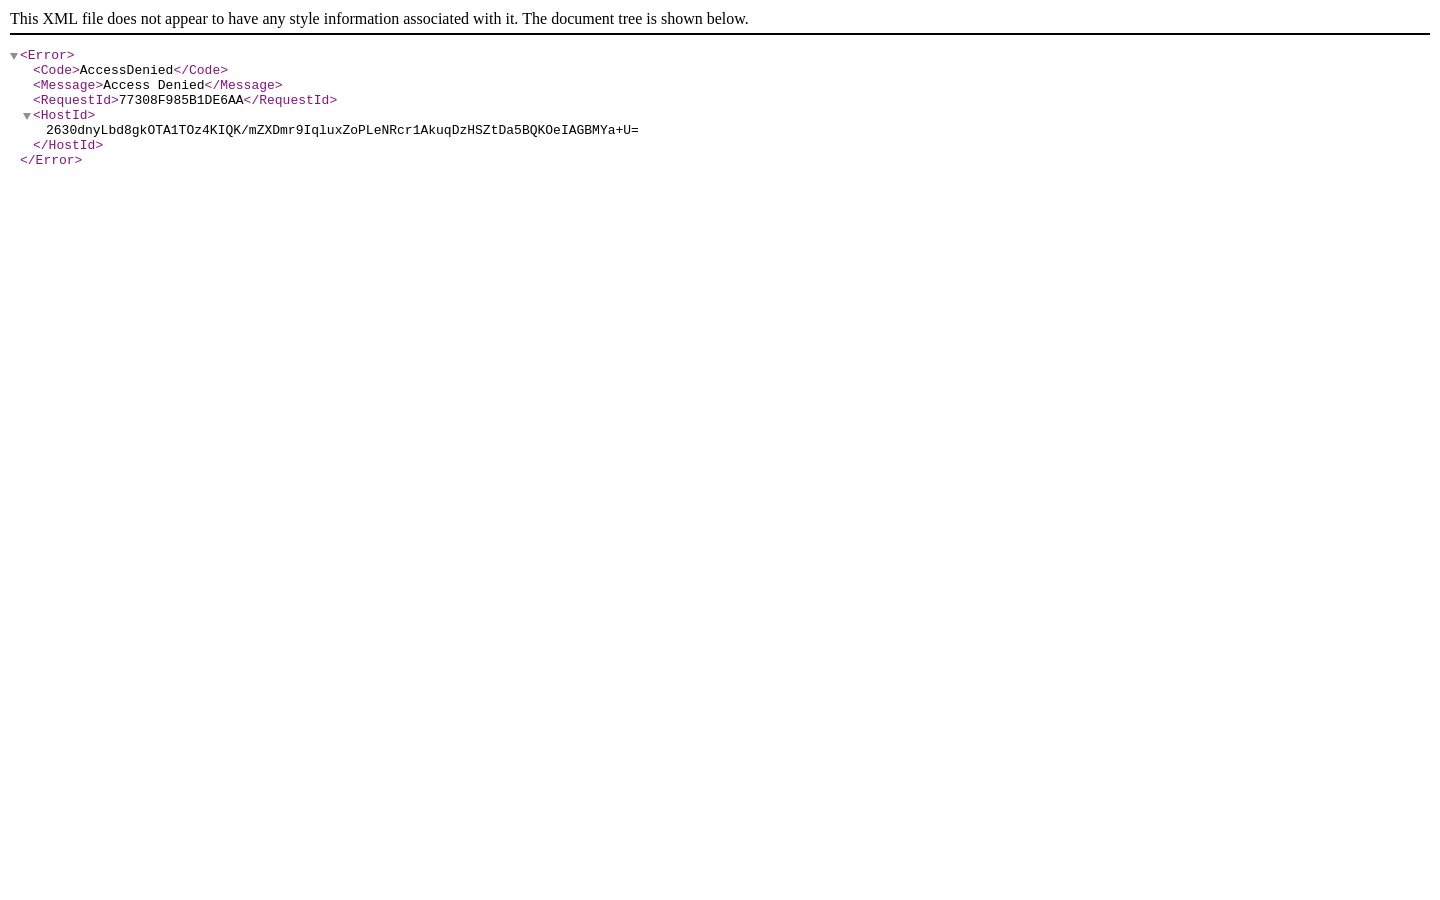 This XML file does not appear to have any style information associated with it. The document tree is shown below.
<Error>
<Code>AccessDenied</Code>
<Message>Access Denied</Message>
<RequestId>77308F985B1DE6AA</RequestId>
<HostId>
2630dnyLbd8gkOTA1TOz4KIQK/mZXDmr9IqluxZoPLeNRcr1AkuqDzHSZtDa5BQKOeIAGBMYa+U=
</HostId>
</Error>